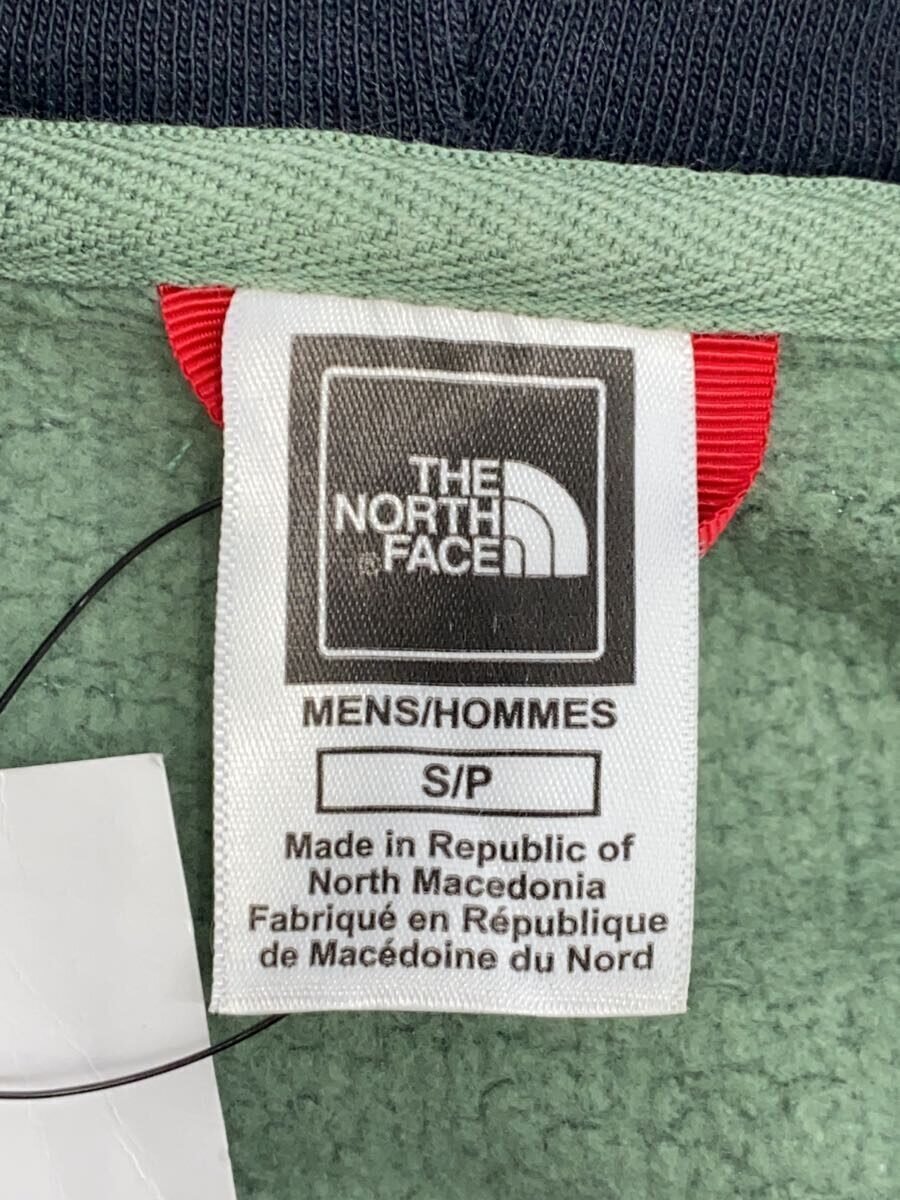 THE
NORTH
FACE
MENS/HOMMES
S/P
Made in Republic of
North Macedonia
Fabriqué en République
de Macédoine du Nord